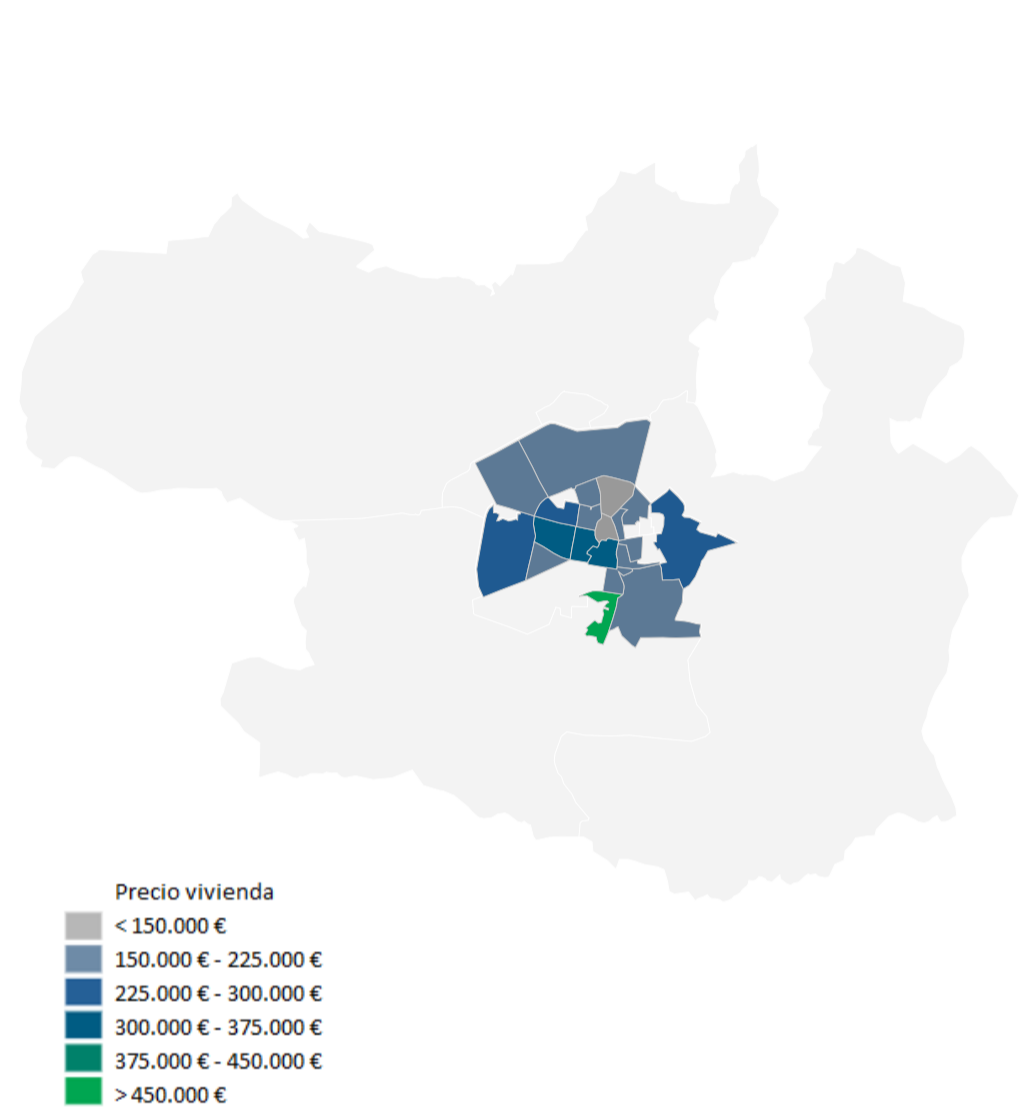 Precio vivienda
< 150.000 €
150.000 € - 225.000 €
225.000 € - 300.000 €
300.000 € - 375.000 €
375.000 € - 450.000 €
> 450.000 €